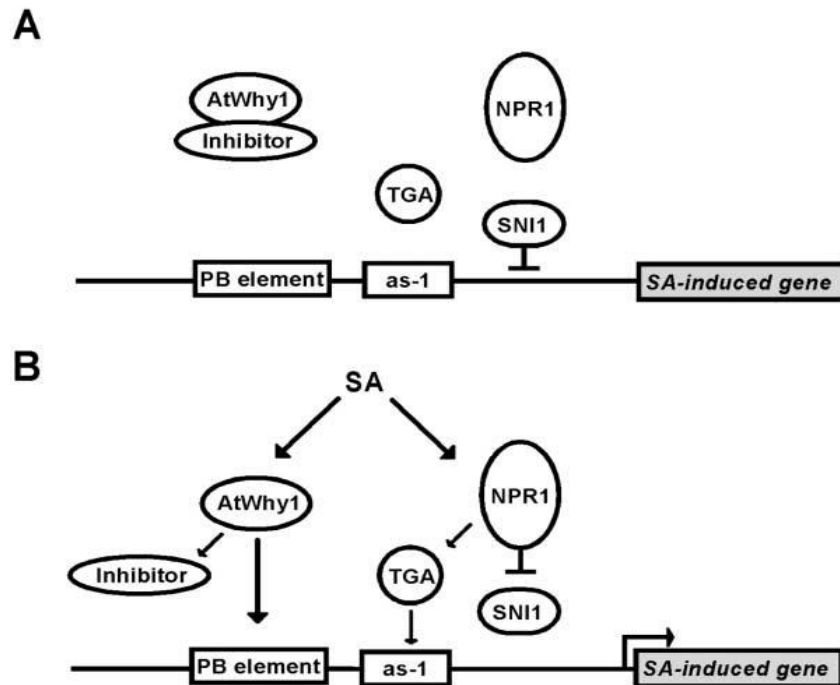 A
AtWhy1
Inhibitor
NPR1
TGA
SNI1
PB element
as-1
SA-induced gene
B
SA
AtWhy1
NPR1
Inhibitor
TGA
SNI1
PB element
as-1
SA-induced gene